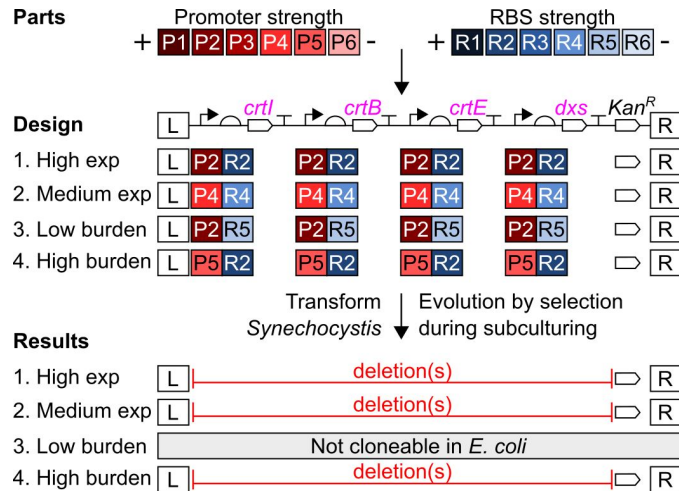 Parts
Promoter strength
RBS strength
+ P1 P2 P3 P4 P5 P6 -
+ R1 R2 R3 R4 R5 R6 -
crtI crtB crtE dxs Kan^R
Design L R
1. High exp L P2 R2 P2 R2 P2 R2 P2 R2 R
2. Medium exp L P4 R4 P4 R4 P4 R4 P4 R4 R
3. Low burden L P2 R5 P2 R5 P2 R5 P2 R5 R
4. High burden L P5 R2 P5 R2 P5 R2 P5 R2 R
Transform Evolution by selection
Synechocystis during subculturing
Results
1. High exp L deletion(s) R
2. Medium exp L deletion(s) R
3. Low burden Not cloneable in E. coli
4. High burden L deletion(s) R